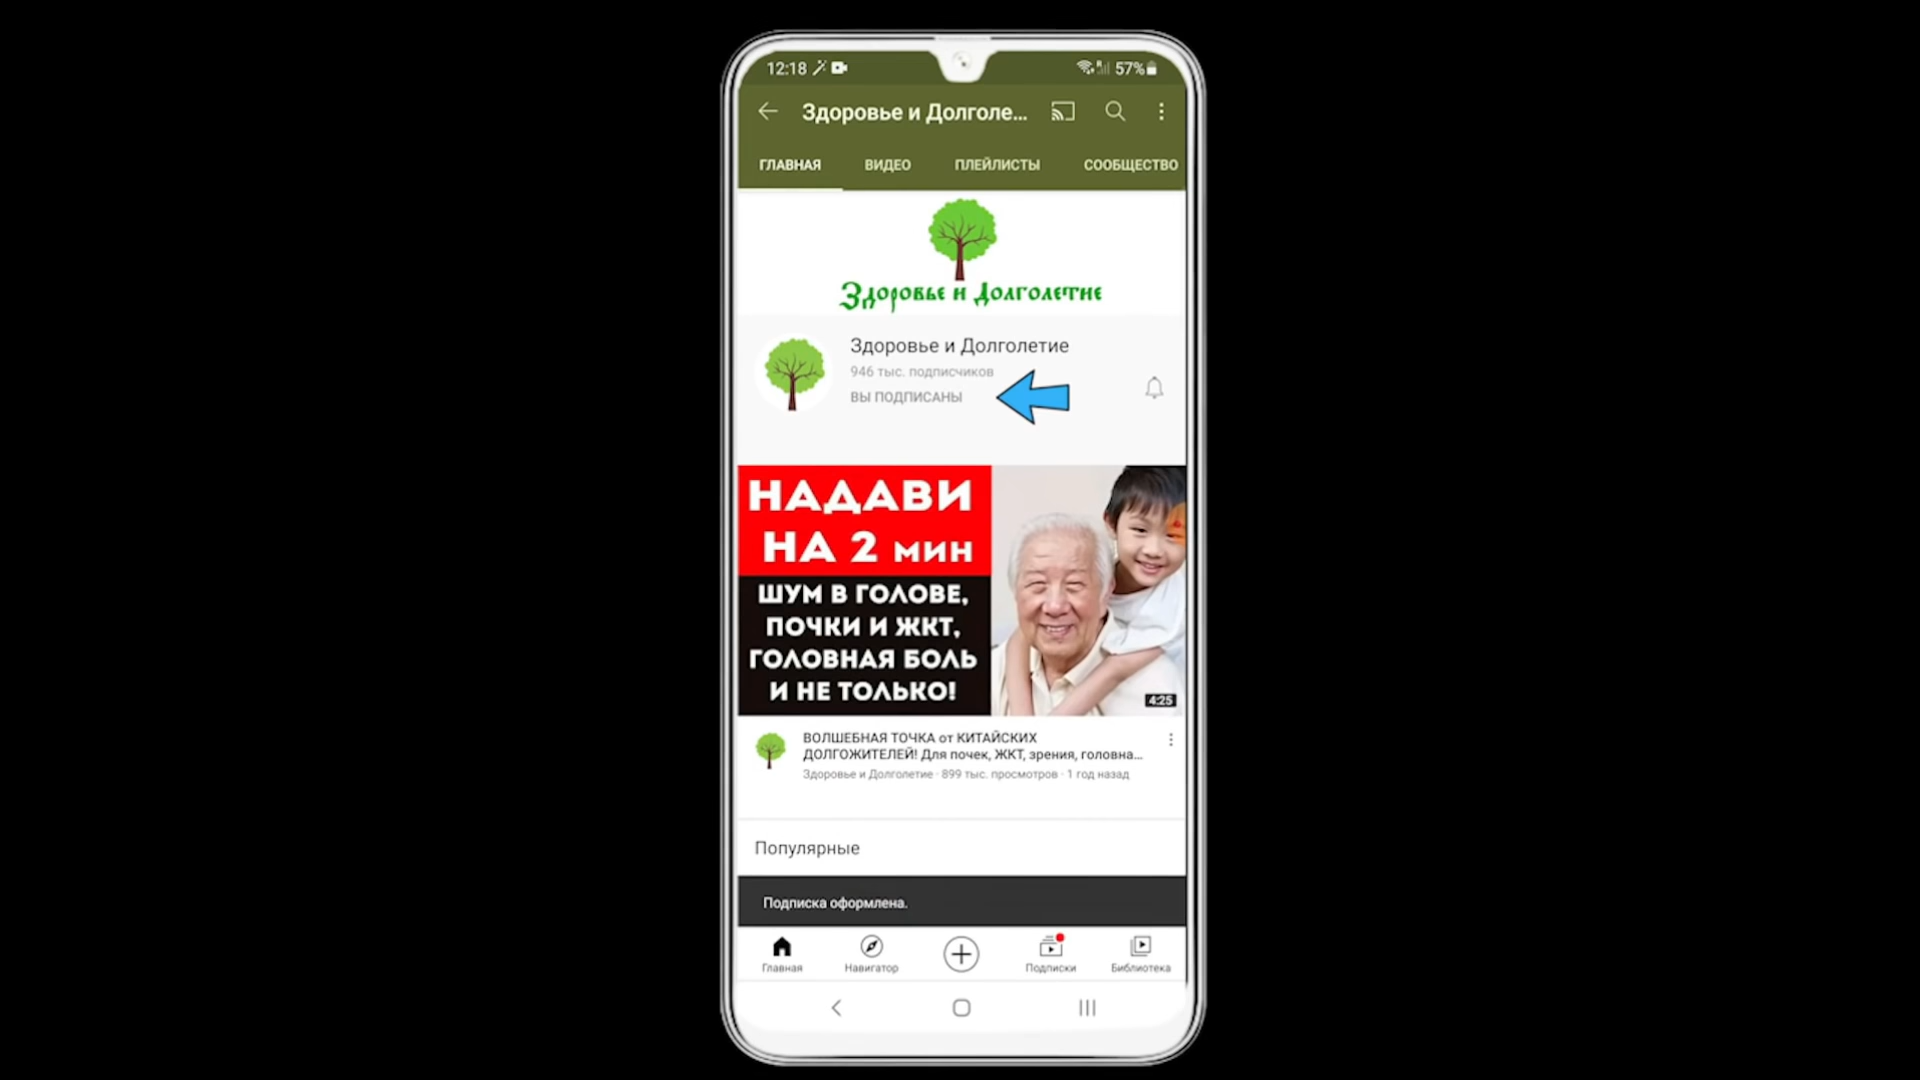 12:18
57%
Здоровье и Долголе...
ГЛАВНАЯ ВИДЕО ПЛЕЙЛИСТЫ СООБЩЕСТВО
Здоровье и Долголетие
Здоровье и Долголетие
946 тыс. подписчиков
ВЫ ПОДПИСАНЫ
НАДАВИ
НА 2 мин
ШУМ В ГОЛОВЕ,
ПОЧКИ И ЖКТ,
ГОЛОВНАЯ БОЛЬ
И НЕ ТОЛЬКО!
4:25
ВОЛШЕБНАЯ ТОЧКА от КИТАЙСКИХ
ДОЛГОЖИТЕЛЕЙ! Для почек, ЖКТ, зрения, головна...
Здоровье и Долголетие · 899 тыс. просмотров · 1 год назад
Популярные
Подписка оформлена.
Главная Навигатор Подписки Библиотека